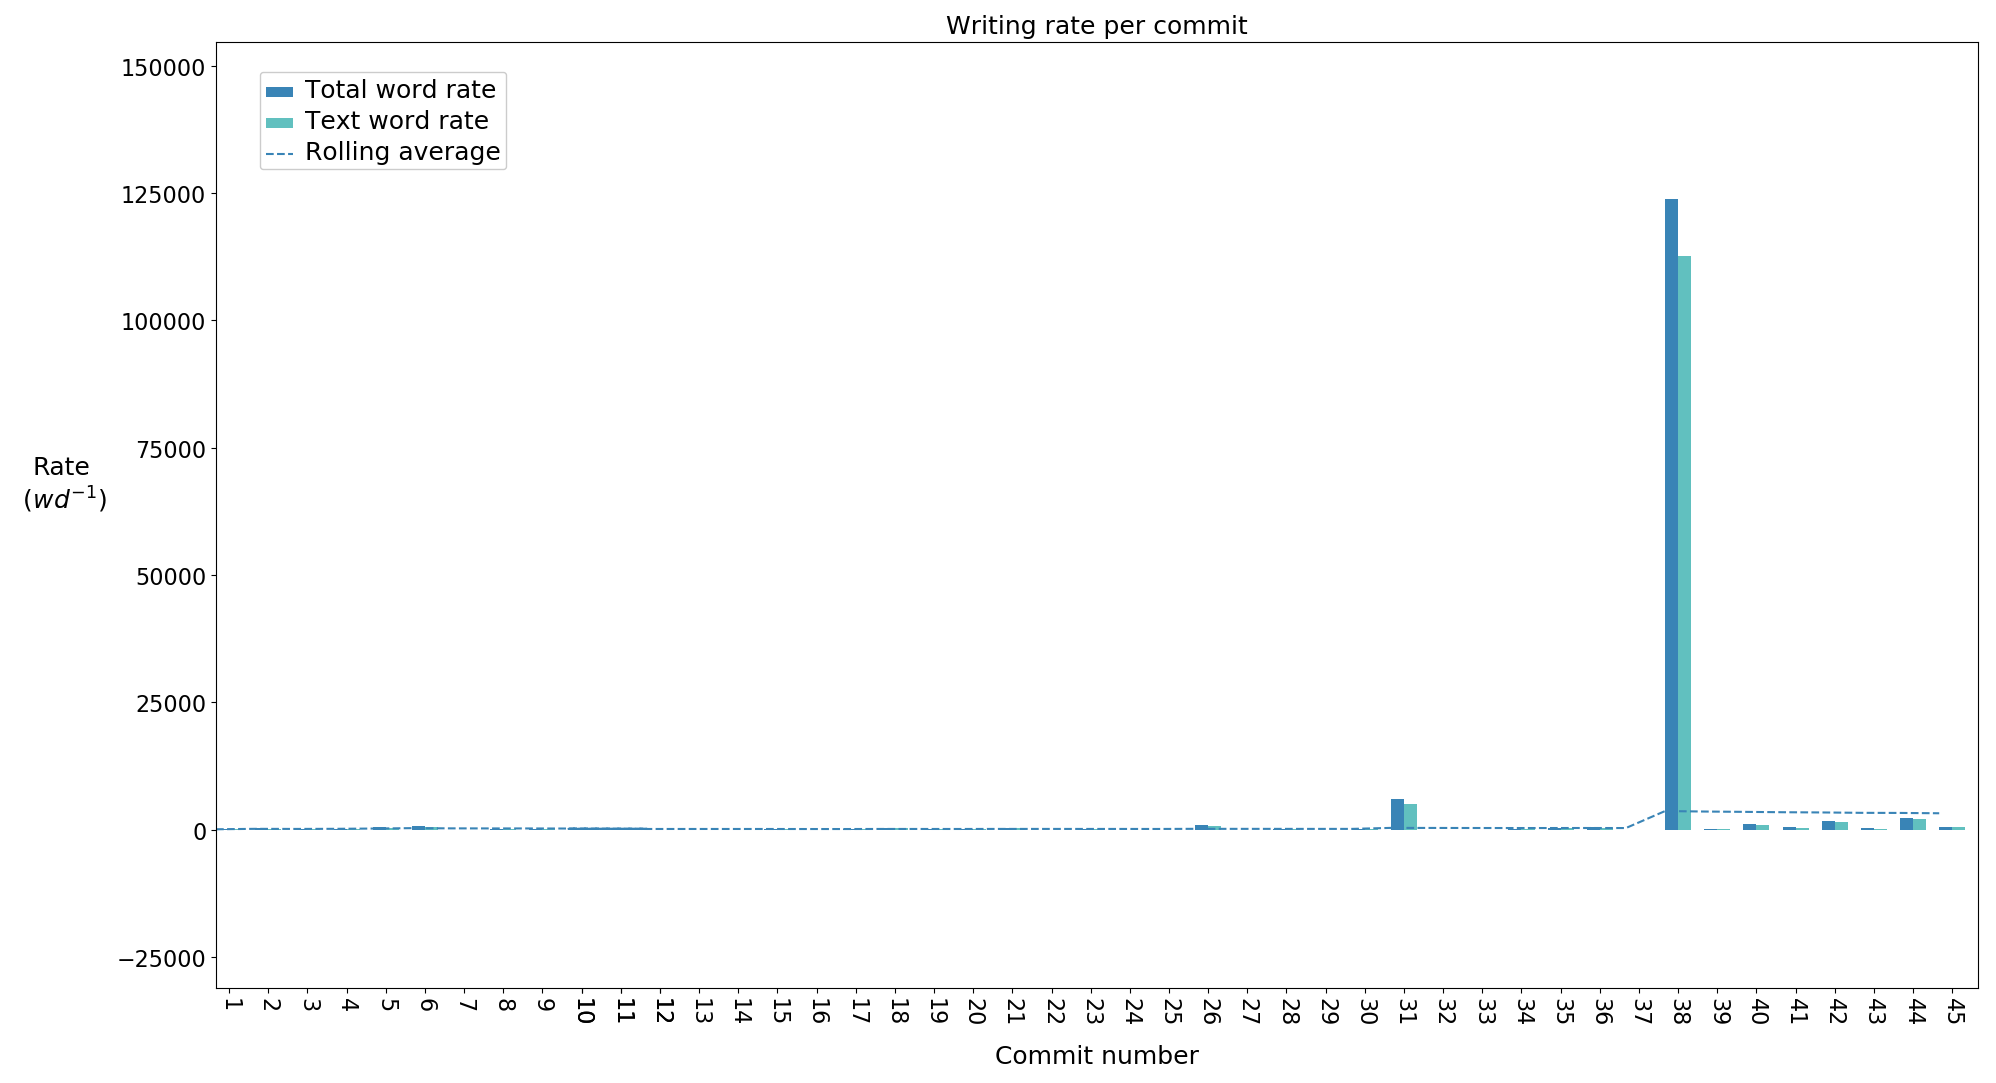 Writing rate per commit
150000
125000
100000
75000
50000
25000
0
−25000
Rate
(wd⁻¹)
Total word rate
Text word rate
Rolling average
1 2 3 4 5 6 7 8 9 10 11 12 13 14 15 16 17 18 19 20 21 22 23 24 25 26 27 28 29 30 31 32 33 34 35 36 37 38 39 40 41 42 43 44 45
Commit number